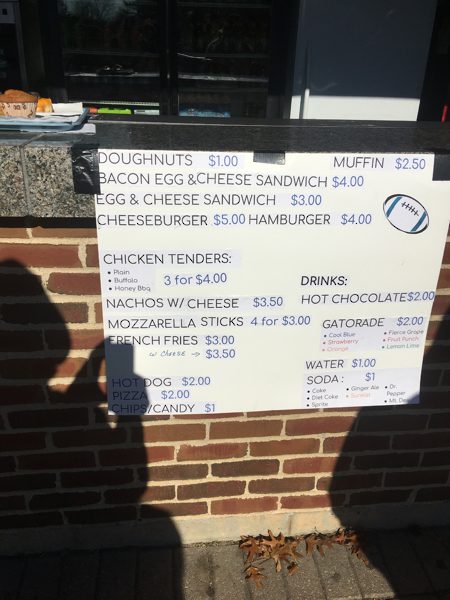 DOUGHNUTS $1.00 MUFFIN $2.50
BACON EGG &CHEESE SANDWICH $4.00
EGG & CHEESE SANDWICH $3.00
CHEESEBURGER $5.00 HAMBURGER $4.00
CHICKEN TENDERS:
• Plain
• Buffalo
• Honey Bbq
3 for $4.00
NACHOS W/ CHEESE $3.50
MOZZARELLA STICKS 4 for $3.00
FRENCH FRIES $3.00
w/ cheese → $3.50
HOT DOG $2.00
PIZZA $2.00
CHIPS/CANDY $1
DRINKS:
HOT CHOCOLATE $2.00
GATORADE $2.00
• Cool Blue
• Strawberry
• Orange
• Fierce Grape
• Fruit Punch
• Lemon Lime
WATER $1.00
SODA: $1
• Coke
• Diet Coke
• Sprite
• Ginger Ale
• Sunkist
• Dr. Pepper
• Mt. Dew